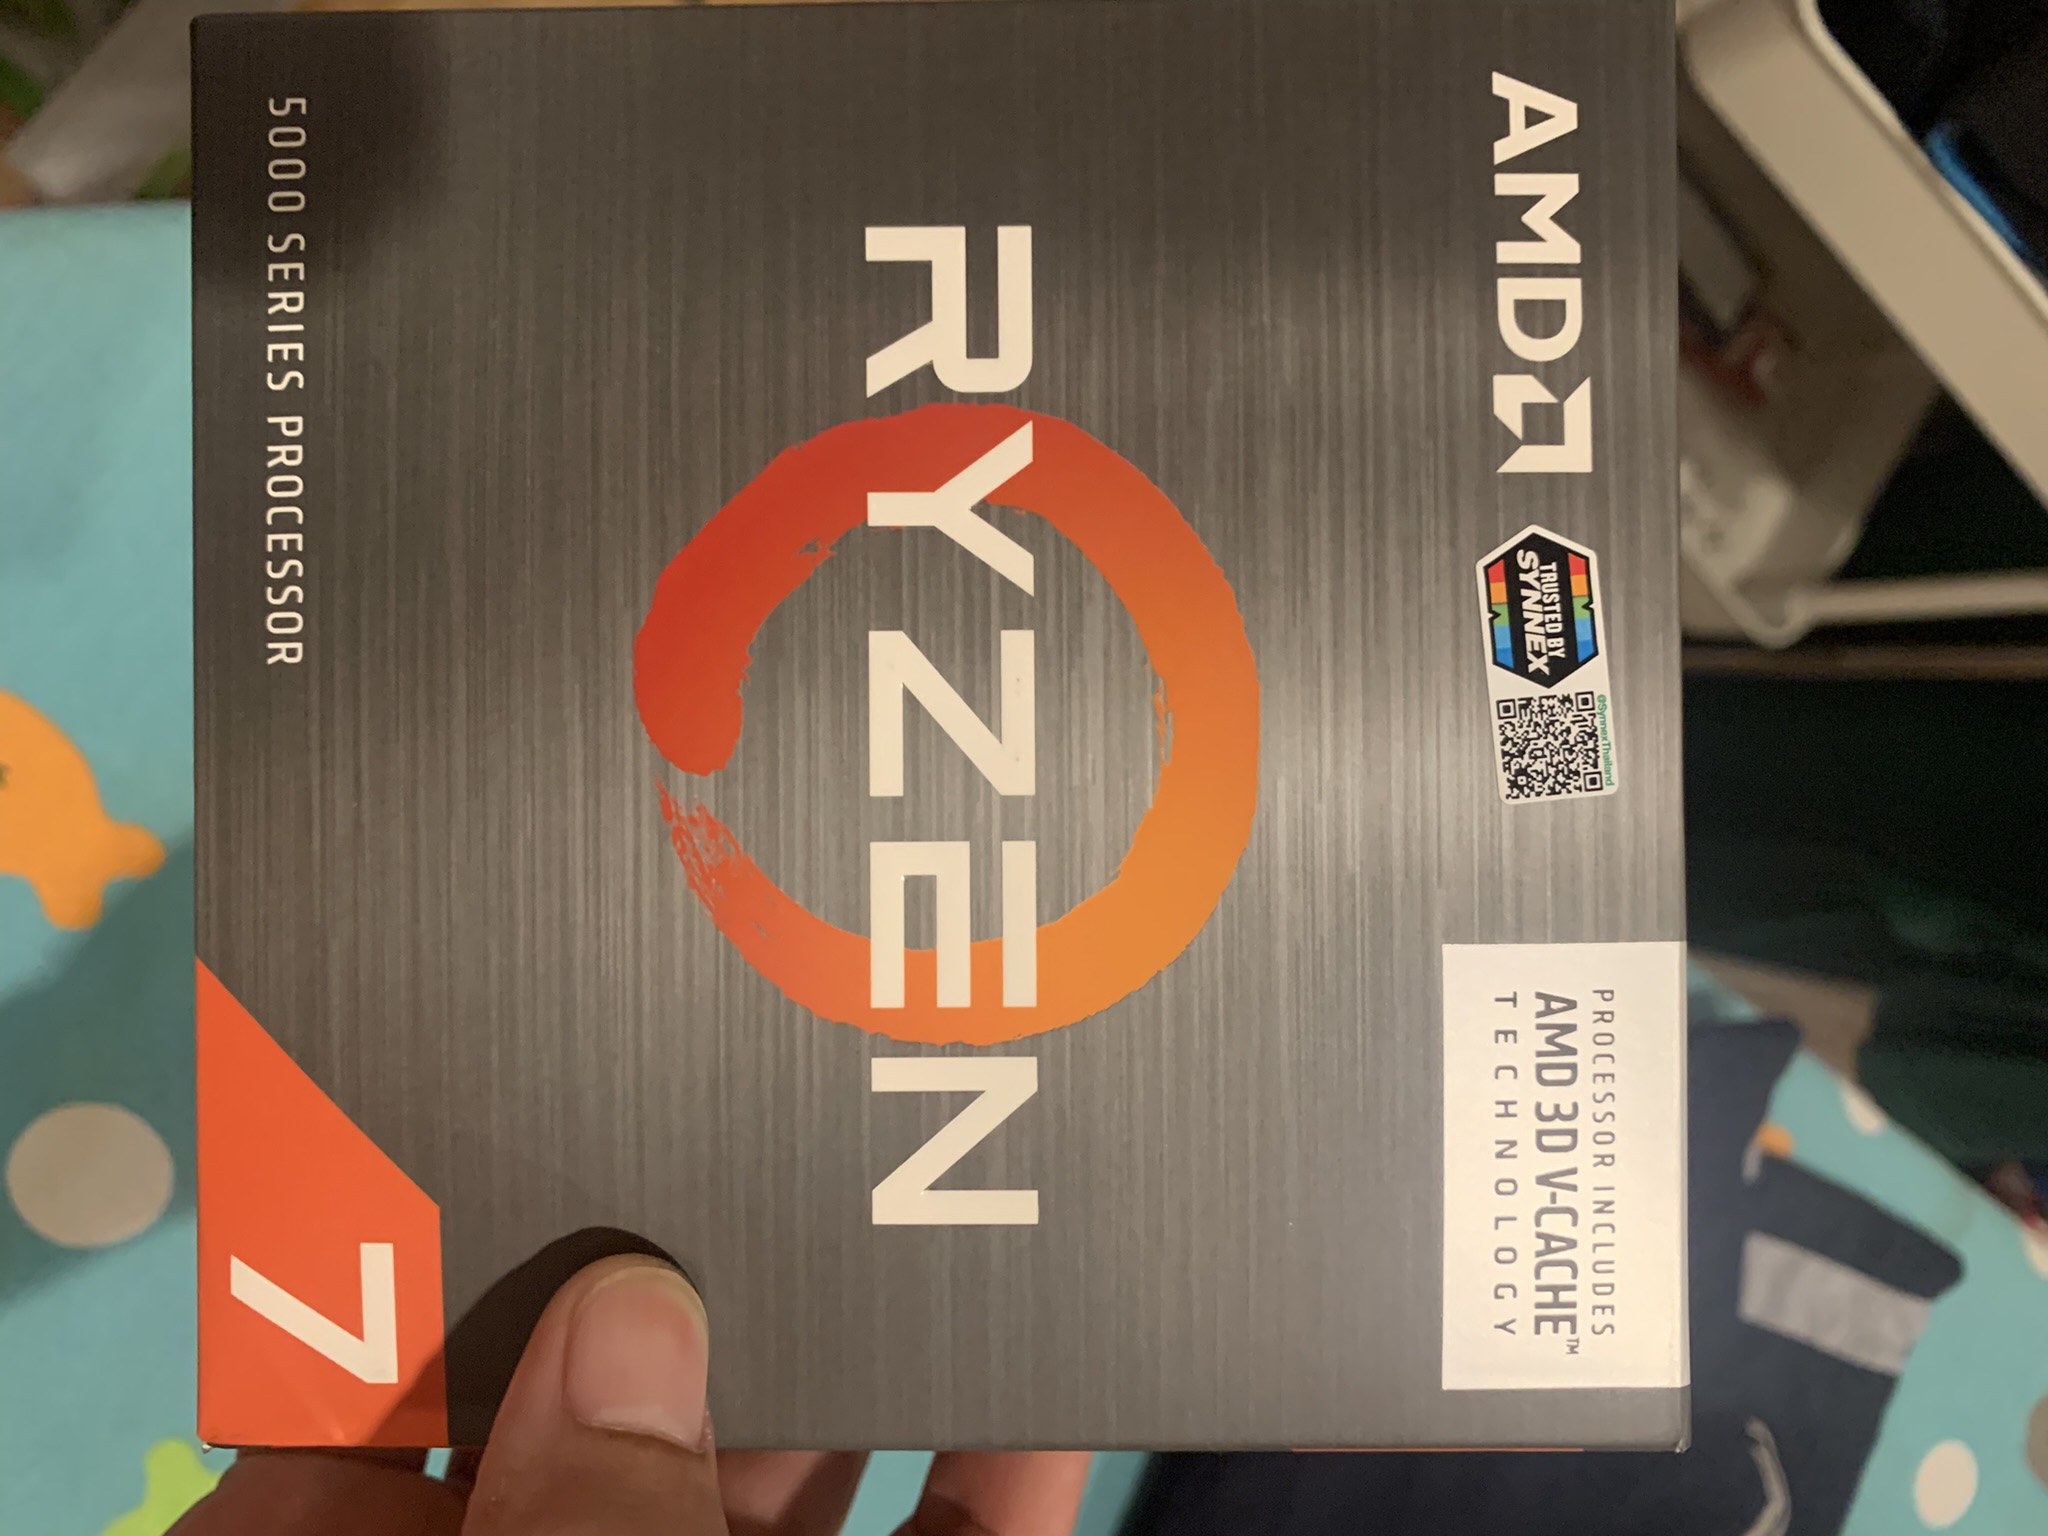 AMD
TRUSTED BY
SYNNEX
@SynnexThailand
PROCESSOR INCLUDES
AMD 3D V-CACHE™
TECHNOLOGY
RYZEN
5000 SERIES PROCESSOR
7